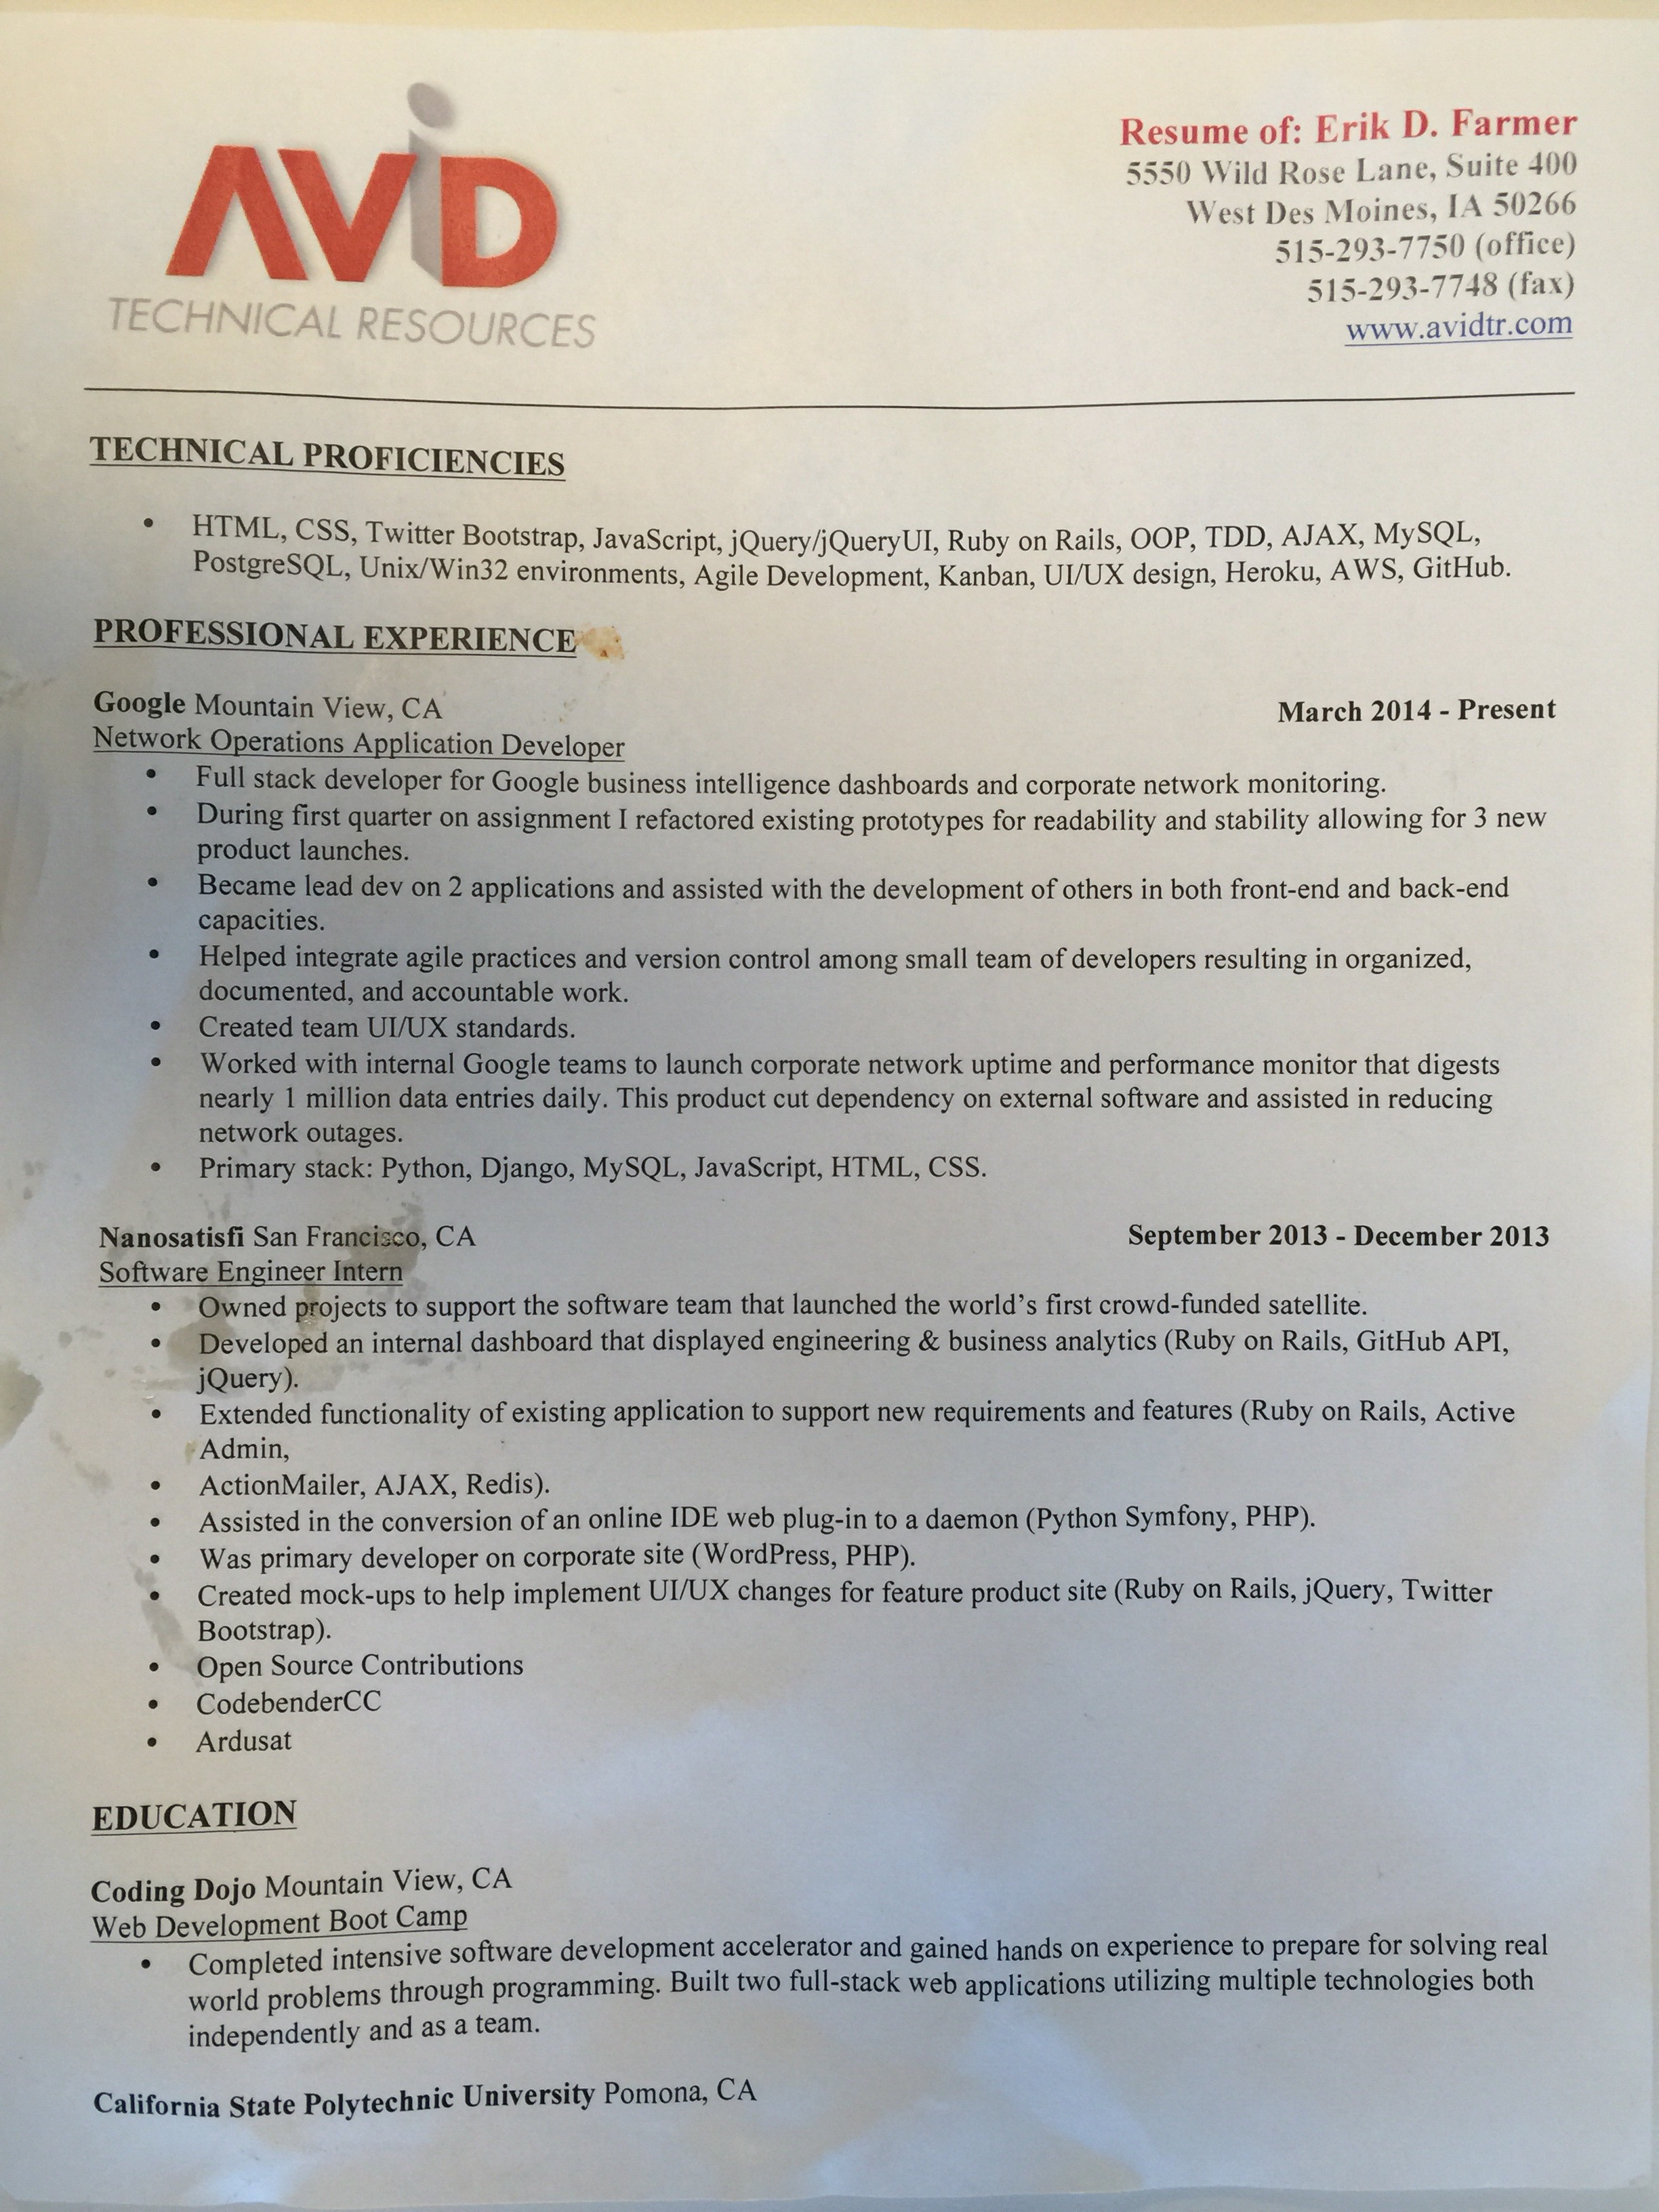 AViD
TECHNICAL RESOURCES
Resume of: Erik D. Farmer
5550 Wild Rose Lane, Suite 400
West Des Moines, IA 50266
515-293-7750 (office)
515-293-7748 (fax)
www.avidtr.com
TECHNICAL PROFICIENCIES
• HTML, CSS, Twitter Bootstrap, JavaScript, jQuery/jQueryUI, Ruby on Rails, OOP, TDD, AJAX, MySQL,
PostgreSQL, Unix/Win32 environments, Agile Development, Kanban, UI/UX design, Heroku, AWS, GitHub.
PROFESSIONAL EXPERIENCE
Google Mountain View, CA March 2014 - Present
Network Operations Application Developer
• Full stack developer for Google business intelligence dashboards and corporate network monitoring.
• During first quarter on assignment I refactored existing prototypes for readability and stability allowing for 3 new
product launches.
• Became lead dev on 2 applications and assisted with the development of others in both front-end and back-end
capacities.
• Helped integrate agile practices and version control among small team of developers resulting in organized,
documented, and accountable work.
• Created team UI/UX standards.
• Worked with internal Google teams to launch corporate network uptime and performance monitor that digests
nearly 1 million data entries daily. This product cut dependency on external software and assisted in reducing
network outages.
• Primary stack: Python, Django, MySQL, JavaScript, HTML, CSS.
Nanosatisfi San Francisco, CA September 2013 - December 2013
Software Engineer Intern
• Owned projects to support the software team that launched the world's first crowd-funded satellite.
• Developed an internal dashboard that displayed engineering & business analytics (Ruby on Rails, GitHub API,
jQuery).
• Extended functionality of existing application to support new requirements and features (Ruby on Rails, Active
Admin,
• ActionMailer, AJAX, Redis).
• Assisted in the conversion of an online IDE web plug-in to a daemon (Python Symfony, PHP).
• Was primary developer on corporate site (WordPress, PHP).
• Created mock-ups to help implement UI/UX changes for feature product site (Ruby on Rails, jQuery, Twitter
Bootstrap).
• Open Source Contributions
• CodebenderCC
• Ardusat
EDUCATION
Coding Dojo Mountain View, CA
Web Development Boot Camp
• Completed intensive software development accelerator and gained hands on experience to prepare for solving real
world problems through programming. Built two full-stack web applications utilizing multiple technologies both
independently and as a team.
California State Polytechnic University Pomona, CA